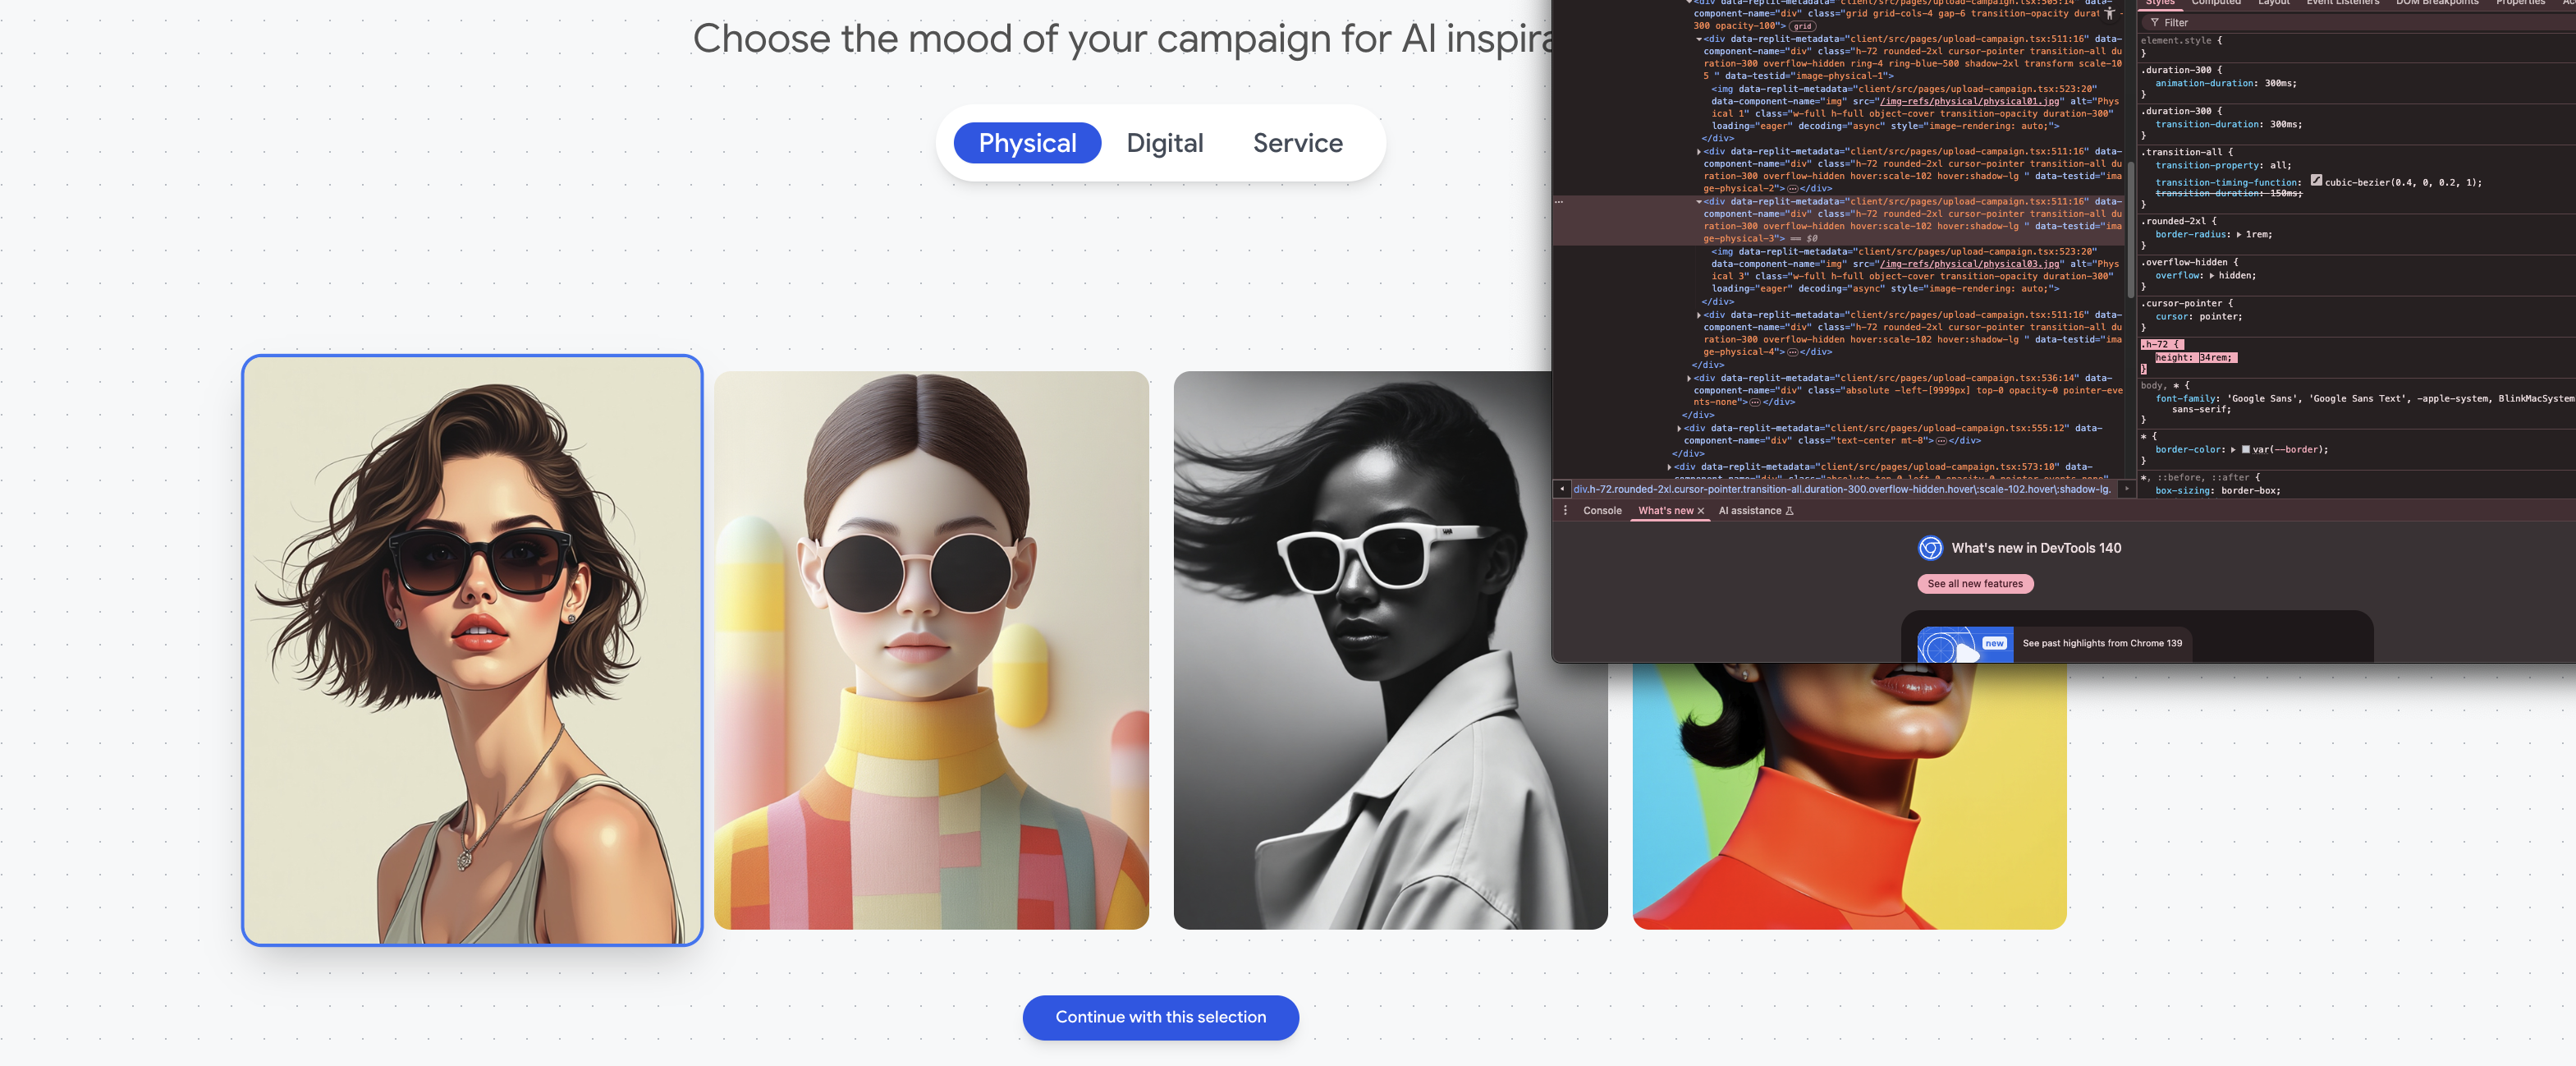 Choose the mood of your campaign for AI inspira
Physical
Digital
Service
Continue with this selection
<div data-replit-metadata="client/src/pages/upload-campaign.tsx:505:14" data-
component-name="div" class="grid grid-cols-4 gap-6 transition-opacity durat
300 opacity-100"> grid
<div data-replit-metadata="client/src/pages/upload-campaign.tsx:511:16" data-
component-name="div" class="h-72 rounded-2xl cursor-pointer transition-all du
ration-300 overflow-hidden ring-4 ring-blue-500 shadow-2xl transform scale-10
5 " data-testid="image-physical-1">
<img data-replit-metadata="client/src/pages/upload-campaign.tsx:523:20"
data-component-name="img" src="/img-refs/physical/physical01.jpg" alt="Phys
ical 1" class="w-full h-full object-cover transition-opacity duration-300"
loading="eager" decoding="async" style="image-rendering: auto;">
</div>
<div data-replit-metadata="client/src/pages/upload-campaign.tsx:511:16" data-
component-name="div" class="h-72 rounded-2xl cursor-pointer transition-all du
ration-300 overflow-hidden hover:scale-102 hover:shadow-lg " data-testid="ima
ge-physical-2">…</div>
<div data-replit-metadata="client/src/pages/upload-campaign.tsx:511:16" data-
component-name="div" class="h-72 rounded-2xl cursor-pointer transition-all du
ration-300 overflow-hidden hover:scale-102 hover:shadow-lg " data-testid="ima
ge-physical-3"> == $0
<img data-replit-metadata="client/src/pages/upload-campaign.tsx:523:20"
data-component-name="img" src="/img-refs/physical/physical03.jpg" alt="Phys
ical 3" class="w-full h-full object-cover transition-opacity duration-300"
loading="eager" decoding="async" style="image-rendering: auto;">
</div>
<div data-replit-metadata="client/src/pages/upload-campaign.tsx:511:16" data-
component-name="div" class="h-72 rounded-2xl cursor-pointer transition-all du
ration-300 overflow-hidden hover:scale-102 hover:shadow-lg " data-testid="ima
ge-physical-4">…</div>
</div>
<div data-replit-metadata="client/src/pages/upload-campaign.tsx:536:14" data-
component-name="div" class="absolute -left-[9999px] top-0 opacity-0 pointer-eve
nts-none">…</div>
</div>
<div data-replit-metadata="client/src/pages/upload-campaign.tsx:555:12" data-
component-name="div" class="text-center mt-8">…</div>
</div>
<div data-replit-metadata="client/src/pages/upload-campaign.tsx:573:10" data-
div.h-72.rounded-2xl.cursor-pointer.transition-all.duration-300.overflow-hidden.hover\:scale-102.hover\:shadow-lg.
Styles
Computed
Layout
Event Listeners
DOM Breakpoints
Properties
Filter
element.style {
}
.duration-300 {
animation-duration: 300ms;
}
.duration-300 {
transition-duration: 300ms;
}
.transition-all {
transition-property: all;
transition-timing-function: cubic-bezier(0.4, 0, 0.2, 1);
transition-duration: 150ms;
}
.rounded-2xl {
border-radius: 1rem;
}
.overflow-hidden {
overflow: hidden;
}
.cursor-pointer {
cursor: pointer;
}
.h-72 {
height: 34rem;
}
body, * {
font-family: 'Google Sans', 'Google Sans Text', -apple-system, BlinkMacSystem
sans-serif;
}
* {
border-color: var(--border);
}
*, ::before, ::after {
box-sizing: border-box;
Console
What's new
AI assistance
What's new in DevTools 140
See all new features
new
See past highlights from Chrome 139